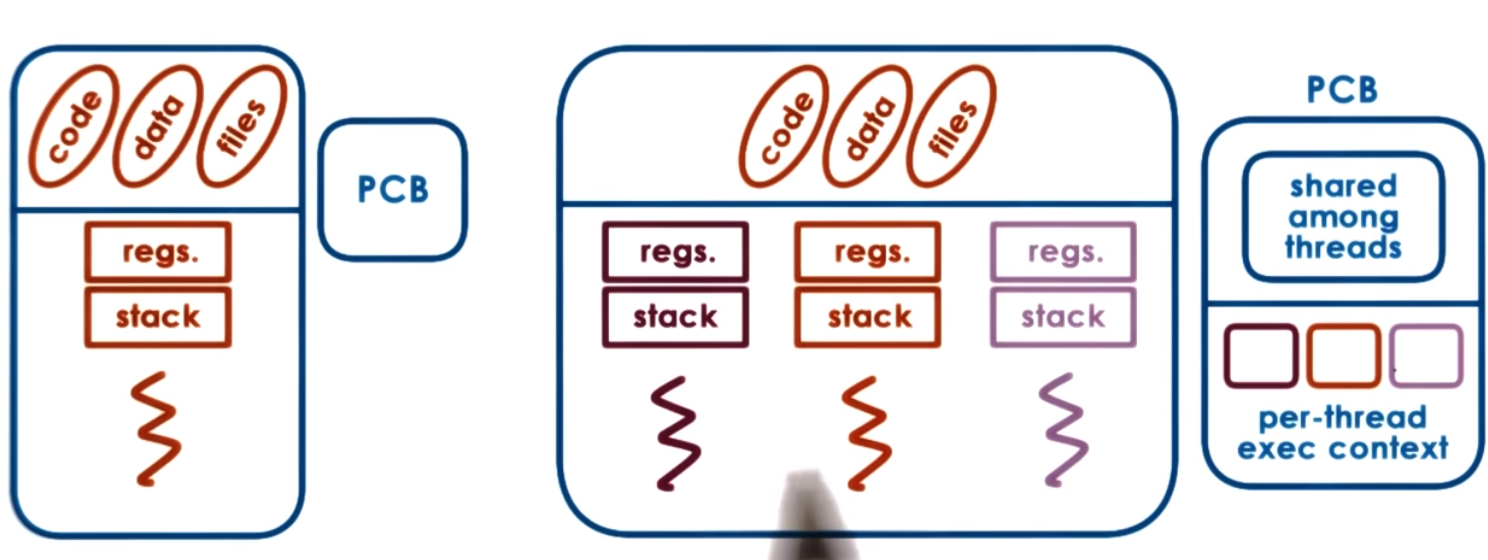 code data files
regs.
stack
PCB
code data files
regs. regs. regs.
stack stack stack
PCB
shared
among
threads
per-thread
exec context